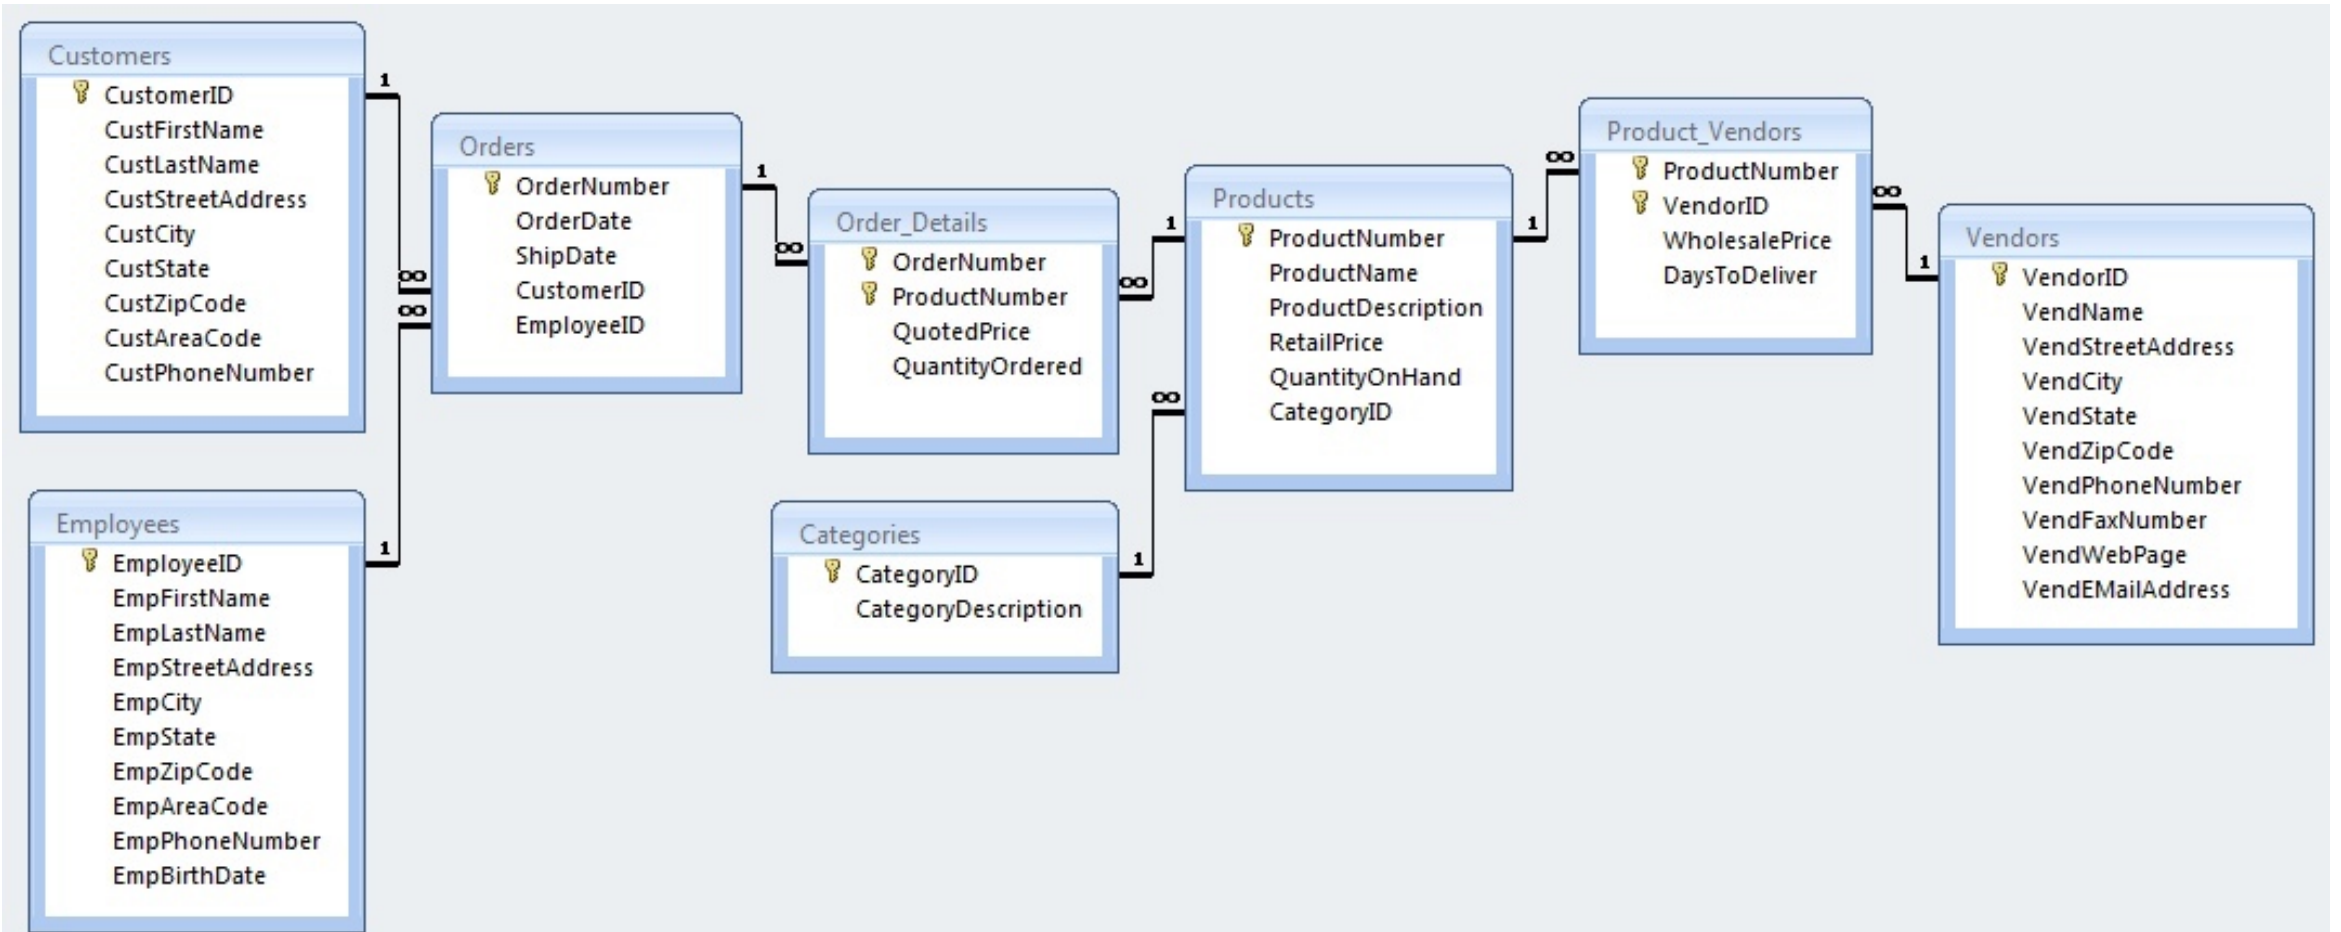 Customers
CustomerID
CustFirstName
CustLastName
CustStreetAddress
CustCity
CustState
CustZipCode
CustAreaCode
CustPhoneNumber
1
∞
Employees
EmployeeID
EmpFirstName
EmpLastName
EmpStreetAddress
EmpCity
EmpState
EmpZipCode
EmpAreaCode
EmpPhoneNumber
EmpBirthDate
1
∞
Orders
OrderNumber
OrderDate
ShipDate
CustomerID
EmployeeID
1
∞
Order_Details
OrderNumber
ProductNumber
QuotedPrice
QuantityOrdered
∞
1
Categories
CategoryID
CategoryDescription
1
∞
Products
ProductNumber
ProductName
ProductDescription
RetailPrice
QuantityOnHand
CategoryID
1
∞
Product_Vendors
ProductNumber
VendorID
WholesalePrice
DaysToDeliver
∞
1
Vendors
VendorID
VendName
VendStreetAddress
VendCity
VendState
VendZipCode
VendPhoneNumber
VendFaxNumber
VendWebPage
VendEMailAddress